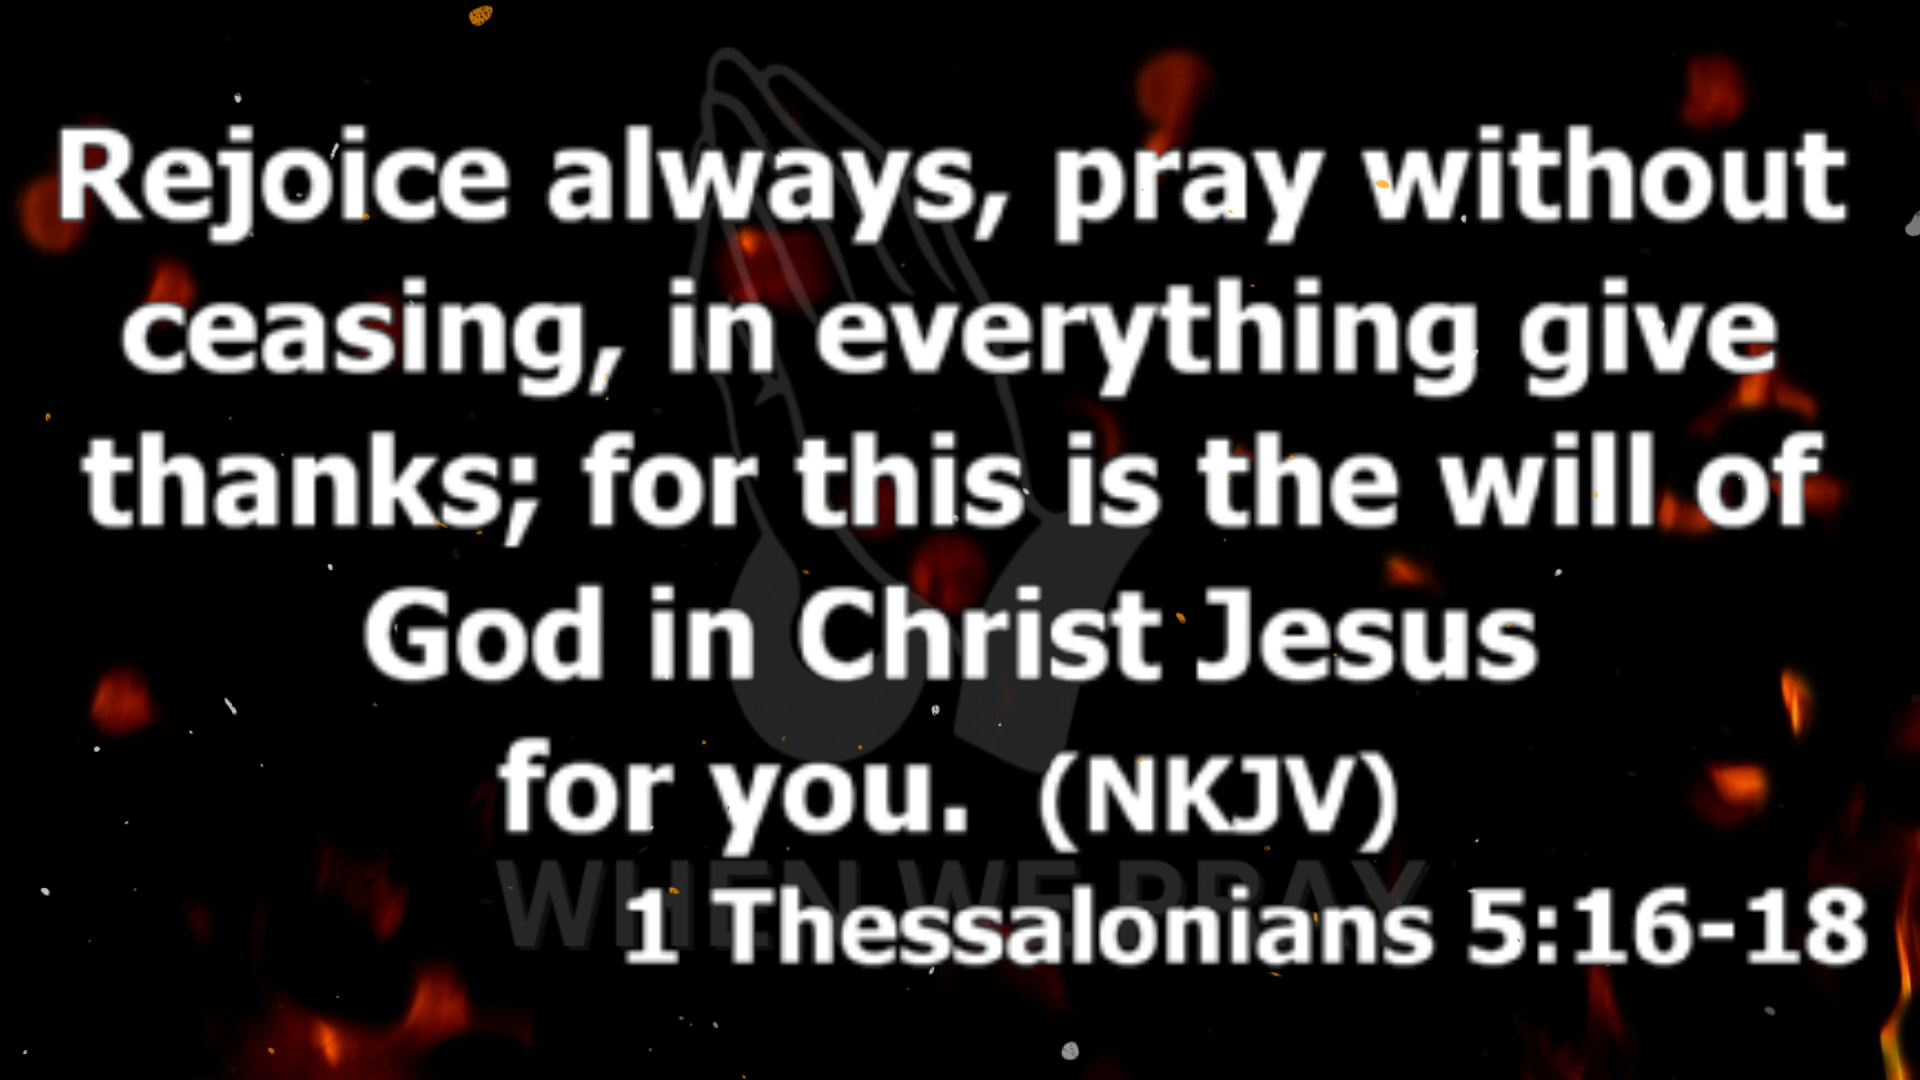 Rejoice always, pray without
ceasing, in everything give
thanks; for this is the will of
God in Christ Jesus
for you. (NKJV)
WHEN WE PRAY
1 Thessalonians 5:16-18